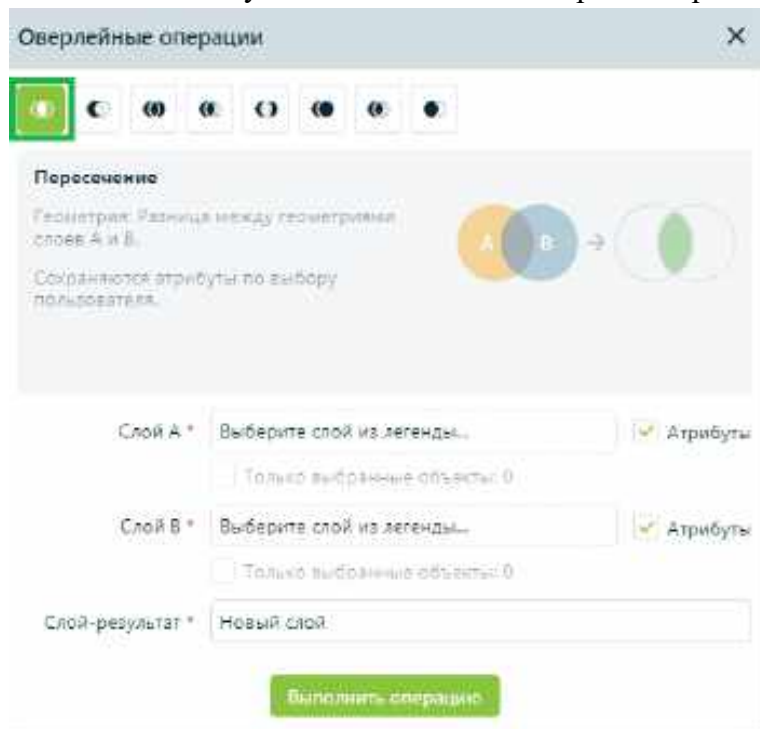 Оверлейные операции
Пересечение
Геометрия: Разница между геометриями
слоев А и В.
Сохраняются атрибуты по выбору
пользователя.
A B
Слой А * Выберите слой из легенды... Атрибуты
Только выбранные объекты: 0
Слой В * Выберите слой из легенды... Атрибуты
Только выбранные объекты: 0
Слой-результат * Новый слой
Выполнить операцию